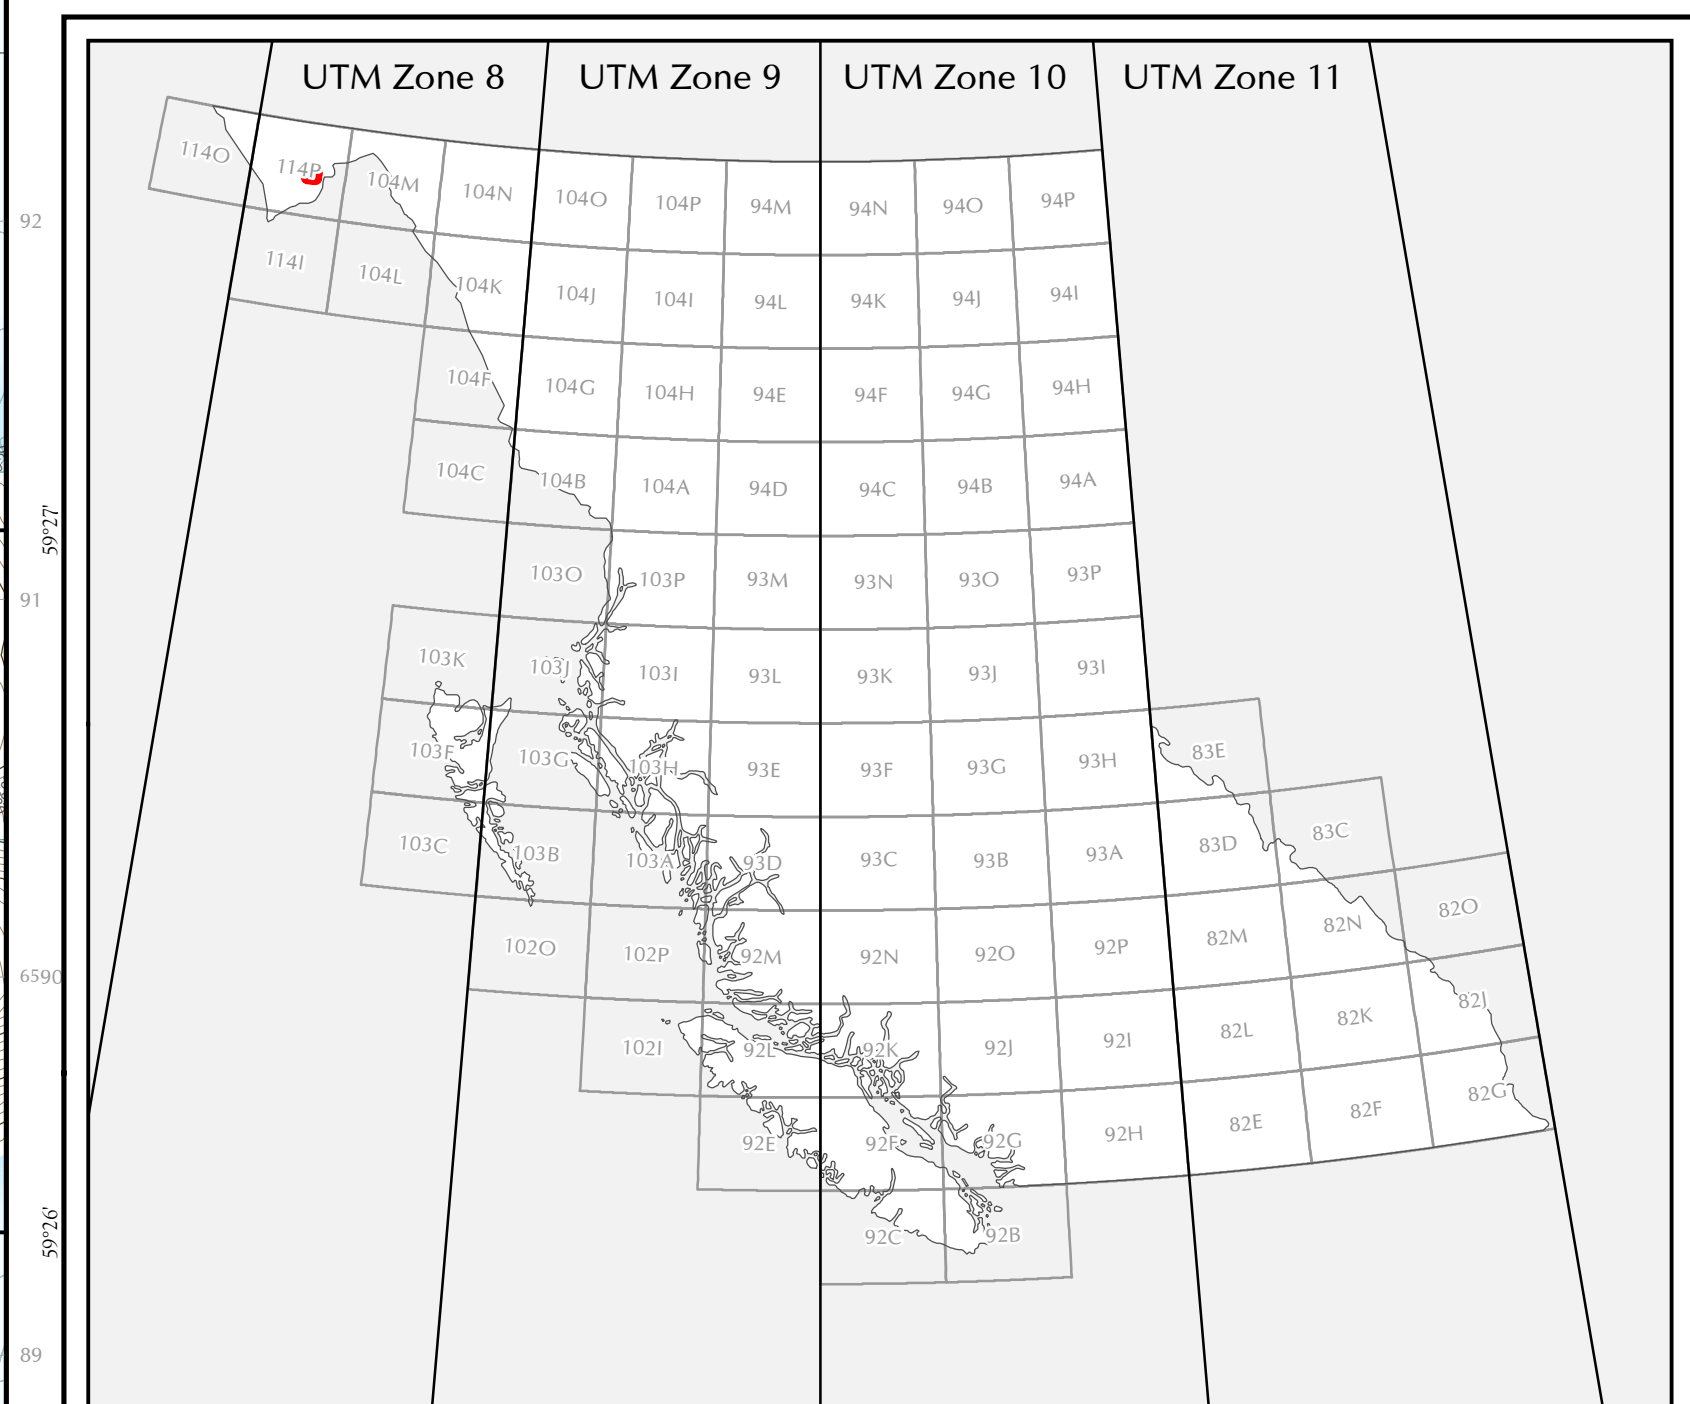 UTM Zone 8 UTM Zone 9 UTM Zone 10 UTM Zone 11
114O 114P 104M 104N 104O 104P 94M 94N 94O 94P
92
114I 104L 104K 104J 104I 94L 94K 94J 94I
104F 104G 104H 94E 94F 94G 94H
104C 104B 104A 94D 94C 94B 94A
59°27'
103O 103P 93M 93N 93O 93P
91
103K 103J 103I 93L 93K 93J 93I
103F 103G 103H 93E 93F 93G 93H 83E
103C 103B 103A 93D 93C 93B 93A 83D 83C
102O 102P 92M 92N 92O 92P 82M 82N 82O
6590
102I 92L 92K 92J 92I 82L 82K 82J
92E 92F 92G 92H 82E 82F 82G
59°26'
92C 92B
89